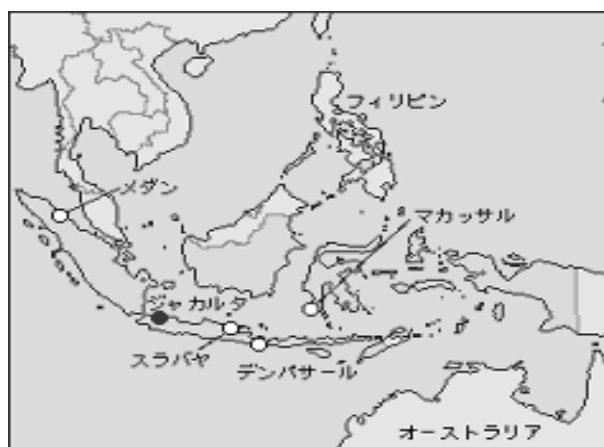 フィリピン
メダン
マカッサル
ジャカルタ
スラバヤ
デンパサール
オーストラリア